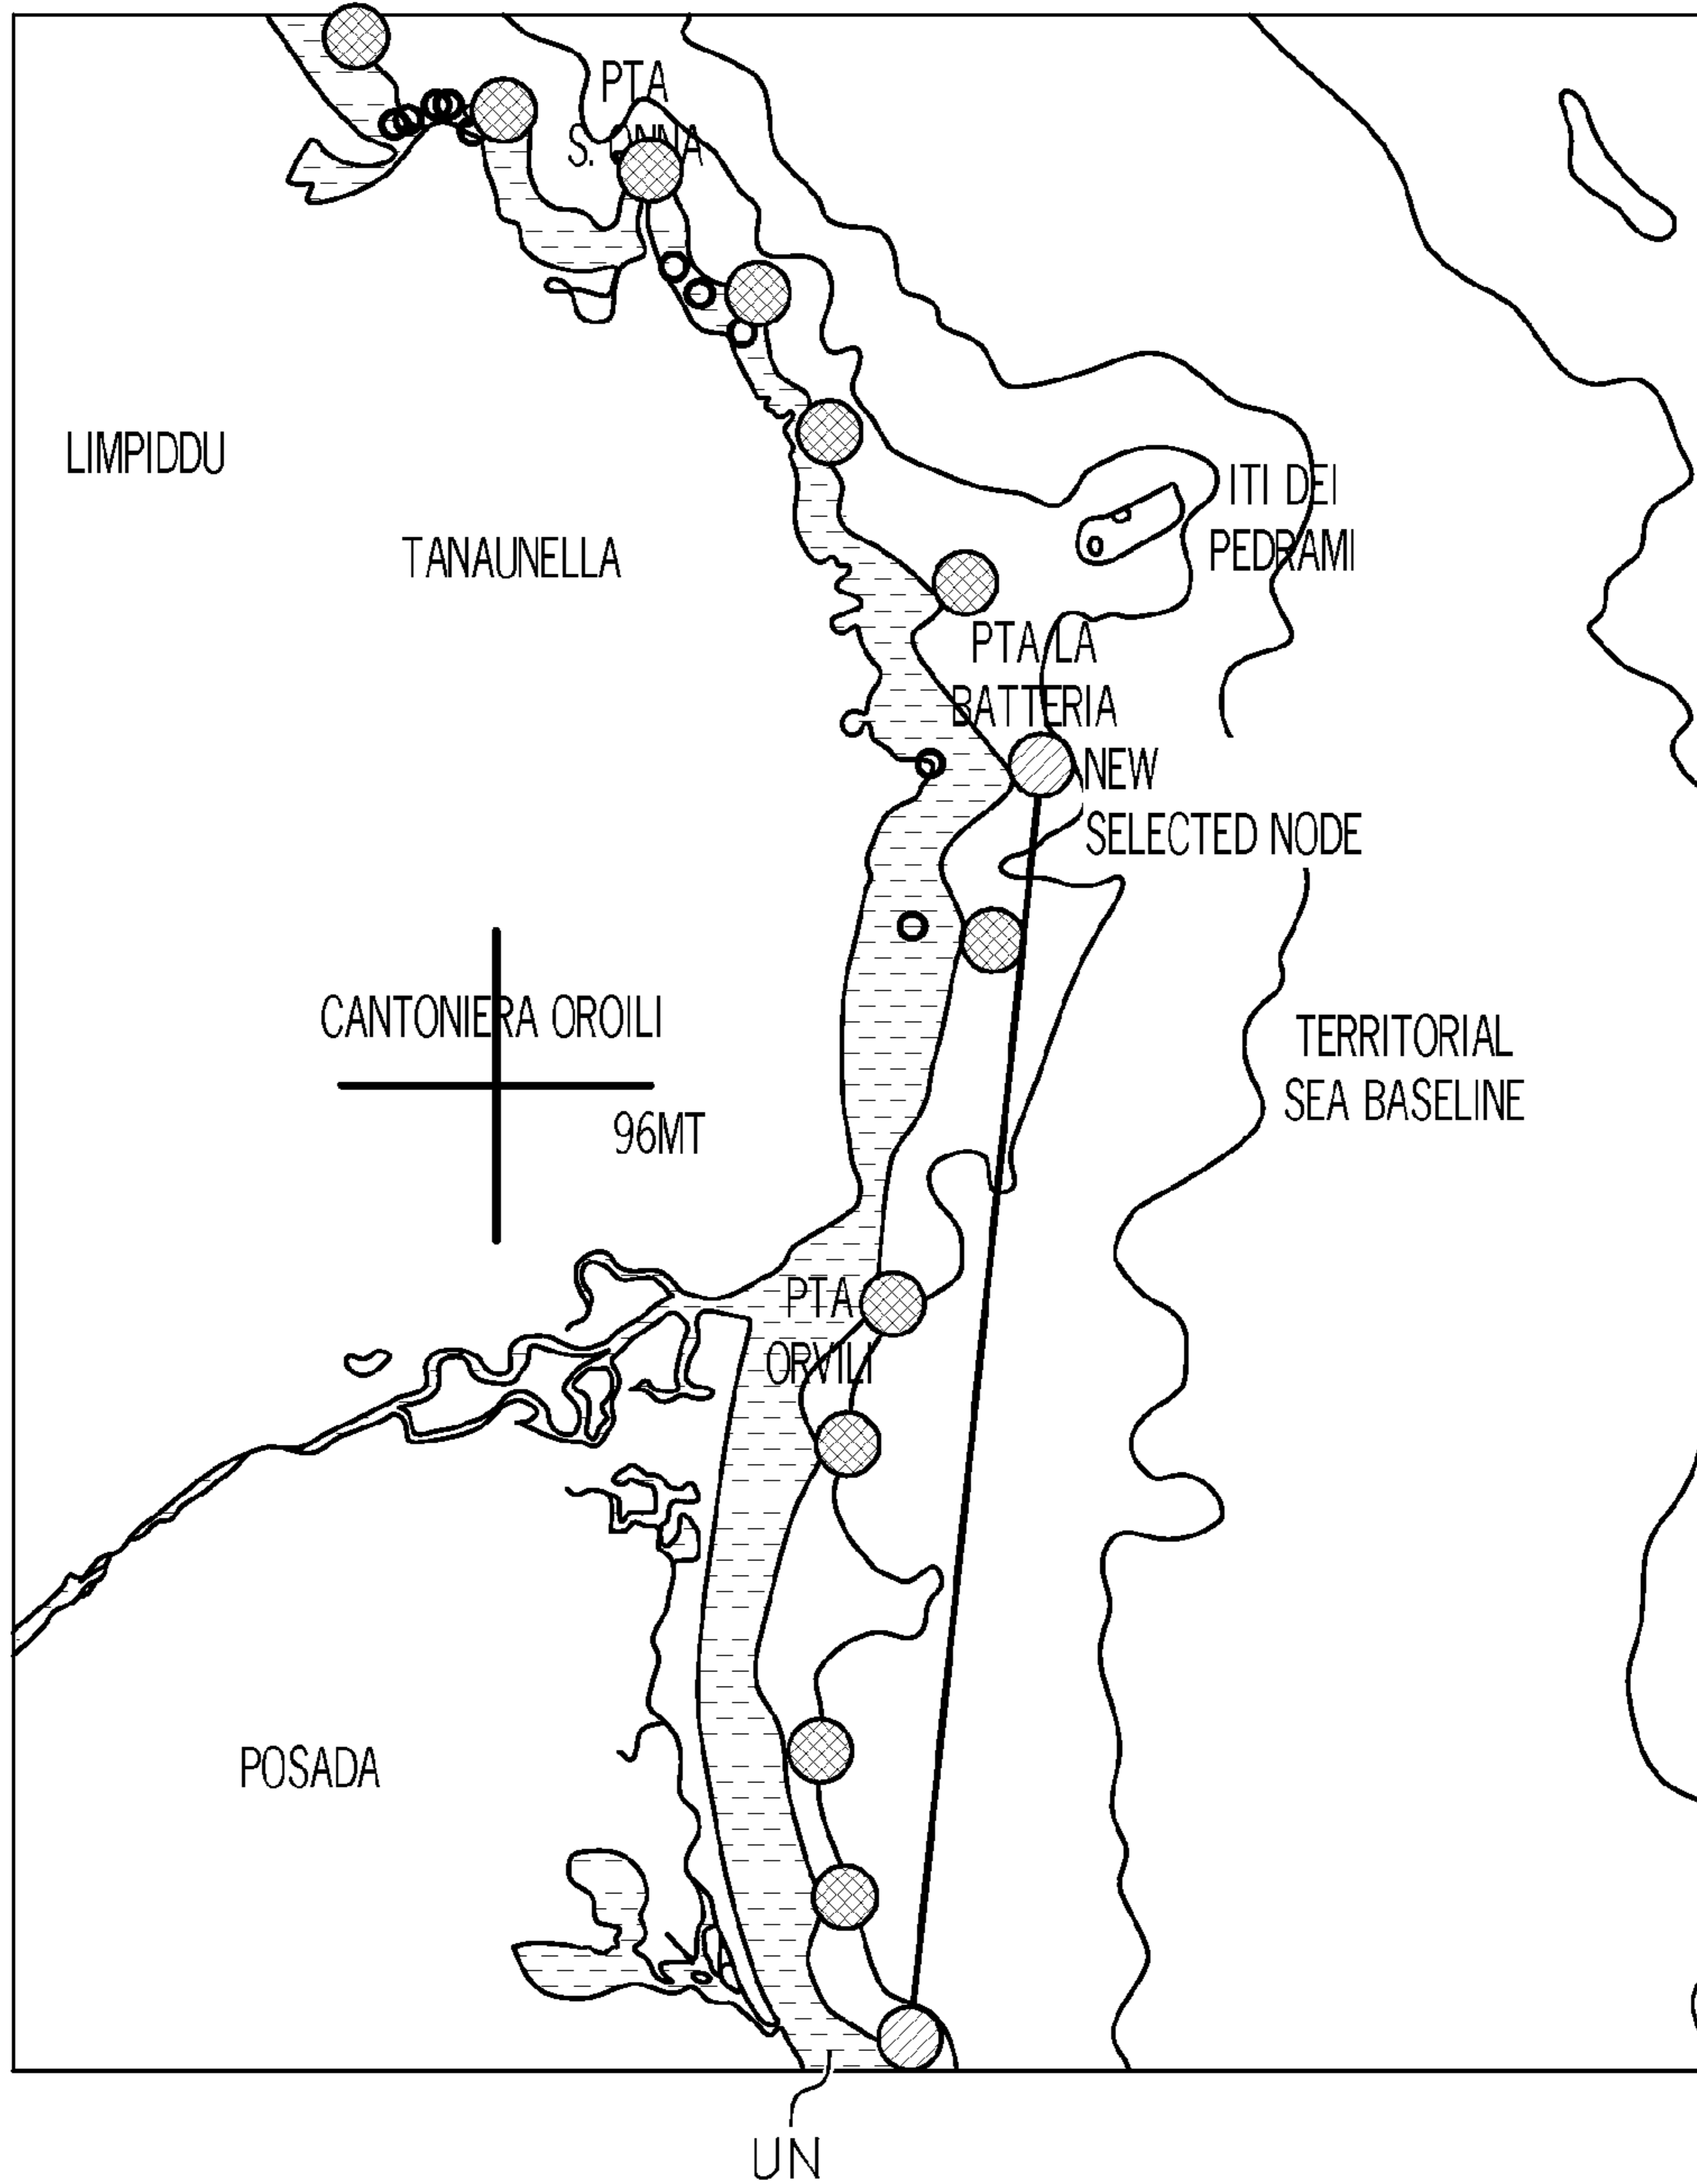 PTA
S. ONNA
LIMPIDDU
ITI DEI
PEDRAMI
TANAUNELLA
PTA LA
BATTERIA
NEW
SELECTED NODE
CANTONIERA OROILI
TERRITORIAL
SEA BASELINE
96MT
PTA
ORVILI
POSADA
UN